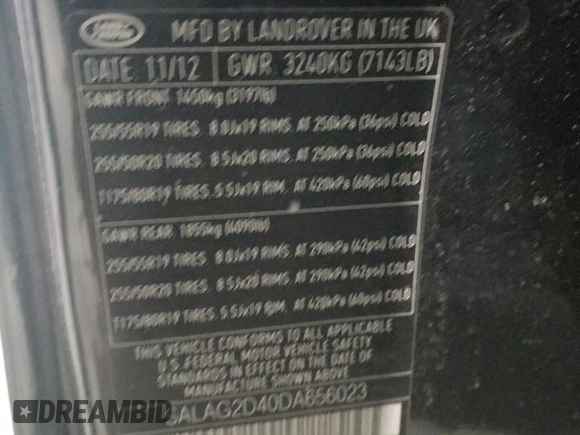 MFD BY LANDROVER IN THE UK
DATE 11/12 GWR 3240KG (7143LB)
GAWR FRONT 1450kg (3197lb)
255/55R19 TIRES. 8.0Jx19 RIMS. AT 250kPa (36psi) COLD
255/50R20 TIRES. 8.5Jx20 RIMS. AT 250kPa (36psi) COLD
T175/80R19 TIRES. 5.5Jx19 RIM. AT 420kPa (60psi) COLD
GAWR REAR 1855kg (4090lb)
255/55R19 TIRES. 8.0Jx19 RIMS. AT 290kPa (42psi) COLD
255/50R20 TIRES. 8.5Jx20 RIMS. AT 290kPa (42psi) COLD
T175/80R19 TIRES. 5.5Jx19 RIM. AT 420kPa (60psi) COLD
THIS VEHICLE CONFORMS TO ALL APPLICABLE
U.S. FEDERAL MOTOR VEHICLE SAFETY
STANDARDS IN EFFECT ON THE DATE OF
MANUFACTURE SHOWN ABOVE
SALAG2D40DA656023
DREAMBID